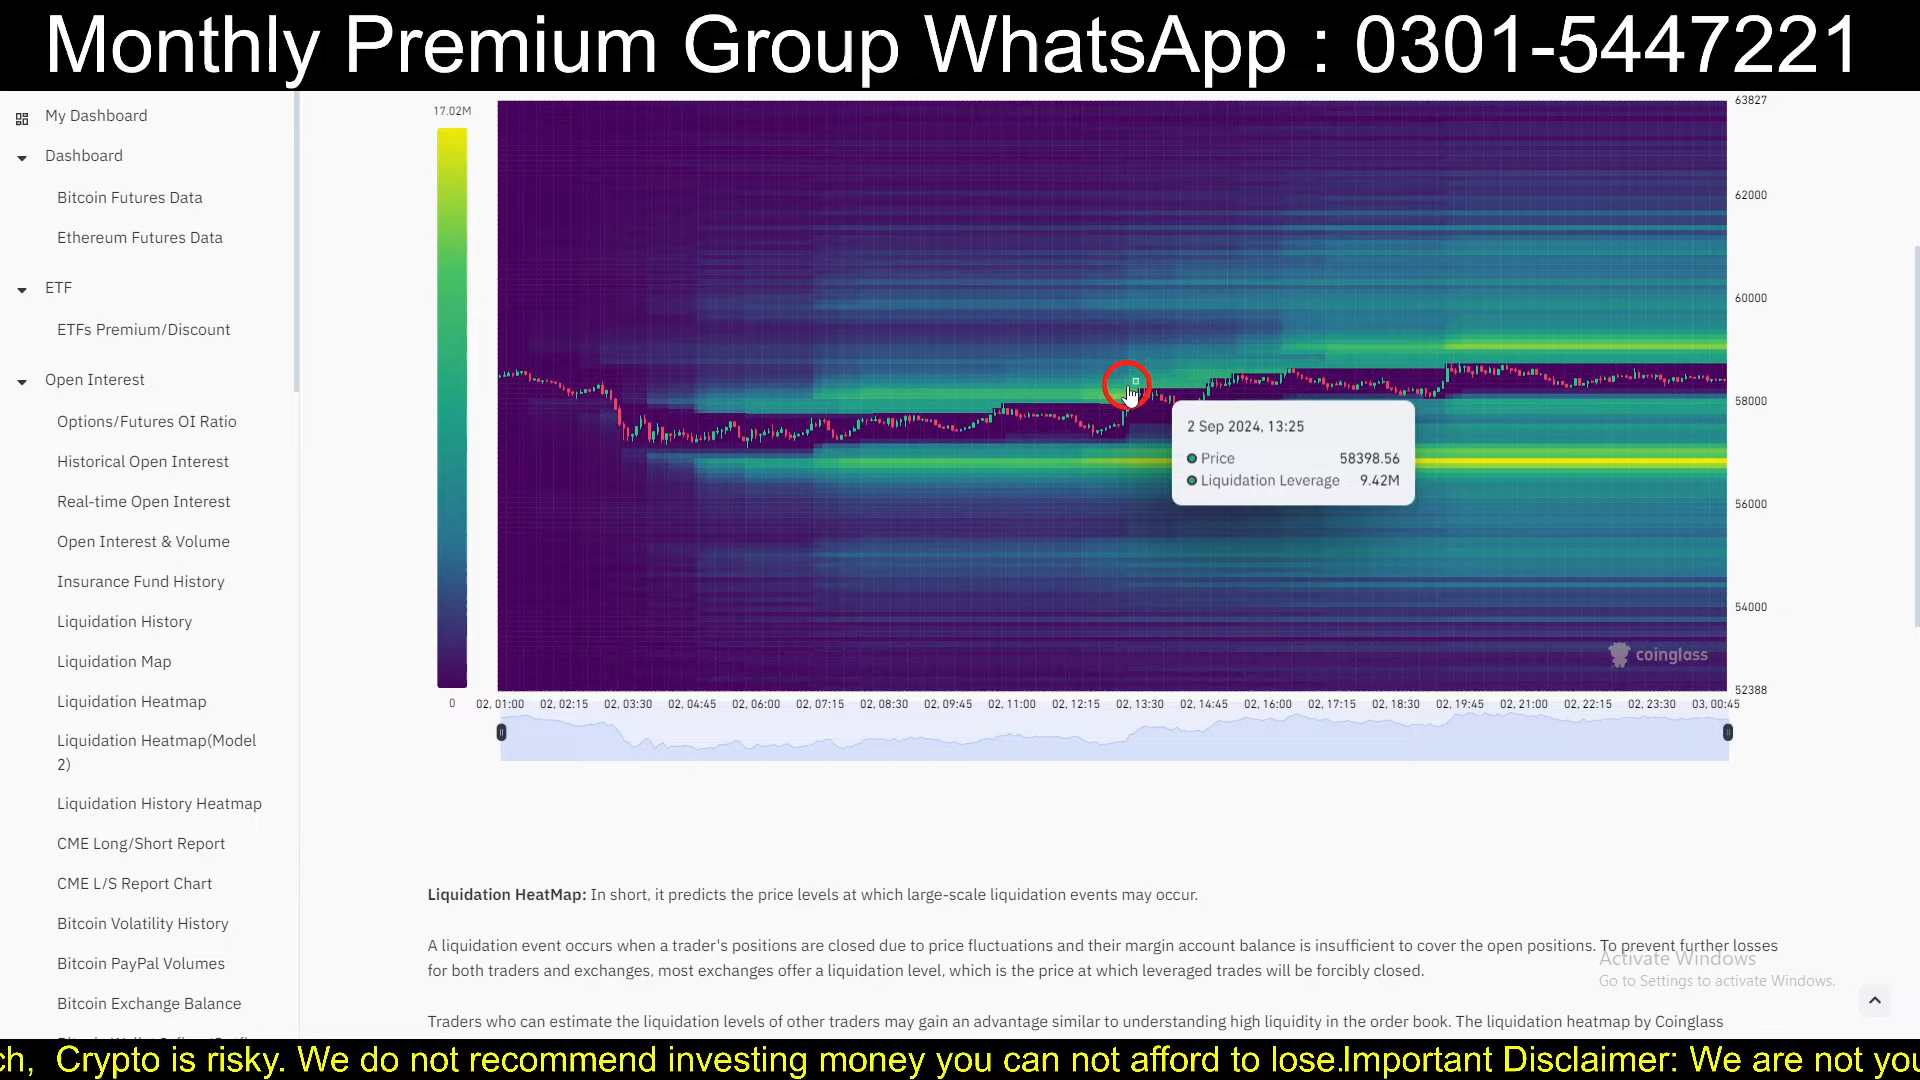 Monthly Premium Group WhatsApp : 0301-5447221
My Dashboard
Dashboard
Bitcoin Futures Data
Ethereum Futures Data
ETF
ETFs Premium/Discount
Open Interest
Options/Futures OI Ratio
Historical Open Interest
Real-time Open Interest
Open Interest & Volume
Insurance Fund History
Liquidation History
Liquidation Map
Liquidation Heatmap
Liquidation Heatmap(Model
2)
Liquidation History Heatmap
CME Long/Short Report
CME L/S Report Chart
Bitcoin Volatility History
Bitcoin PayPal Volumes
Bitcoin Exchange Balance
17.02M
0
63827
62000
60000
58000
56000
54000
52388
2 Sep 2024, 13:25
Price 58398.56
Liquidation Leverage 9.42M
coinglass
02, 01:00 02, 02:15 02, 03:30 02, 04:45 02, 06:00 02, 07:15 02, 08:30 02, 09:45 02, 11:00 02, 12:15 02, 13:30 02, 14:45 02, 16:00 02, 17:15 02, 18:30 02, 19:45 02, 21:00 02, 22:15 02, 23:30 03, 00:45
Liquidation HeatMap: In short, it predicts the price levels at which large-scale liquidation events may occur.
A liquidation event occurs when a trader's positions are closed due to price fluctuations and their margin account balance is insufficient to cover the open positions. To prevent further losses
for both traders and exchanges, most exchanges offer a liquidation level, which is the price at which leveraged trades will be forcibly closed.
Traders who can estimate the liquidation levels of other traders may gain an advantage similar to understanding high liquidity in the order book. The liquidation heatmap by Coinglass
Activate Windows
Go to Settings to activate Windows.
ch, Crypto is risky. We do not recommend investing money you can not afford to lose.Important Disclaimer: We are not you